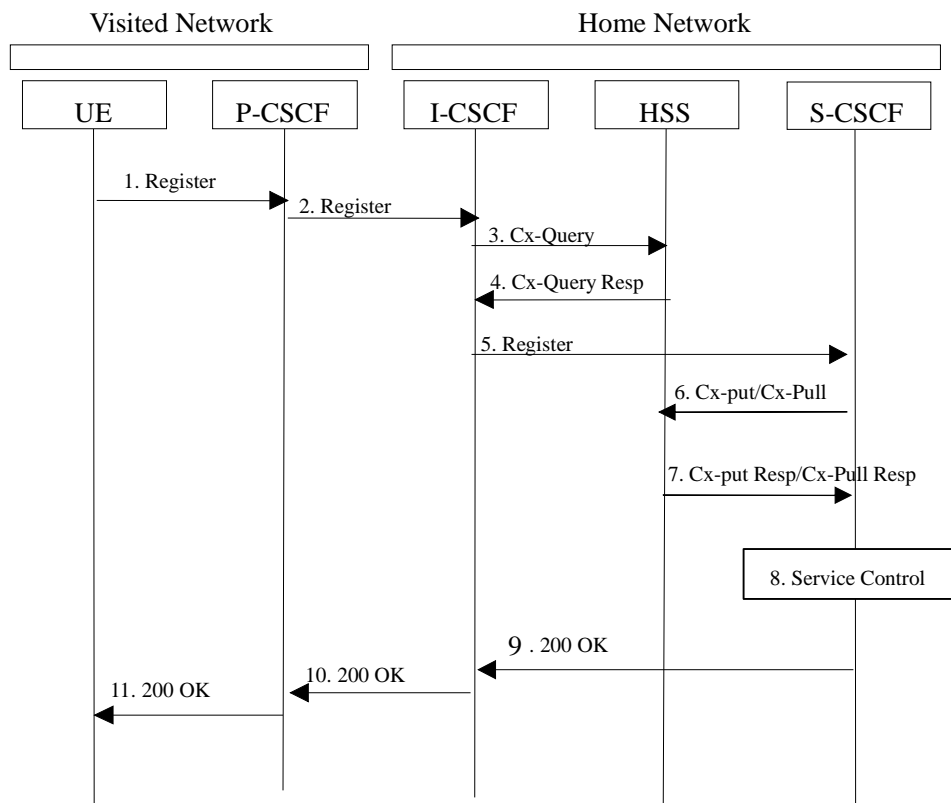 Visited Network
Home Network
UE
P-CSCF
I-CSCF
HSS
S-CSCF
1. Register
2. Register
3. Cx-Query
4. Cx-Query Resp
5. Register
6. Cx-put/Cx-Pull
7. Cx-put Resp/Cx-Pull Resp
8. Service Control
9 . 200 OK
10. 200 OK
11. 200 OK